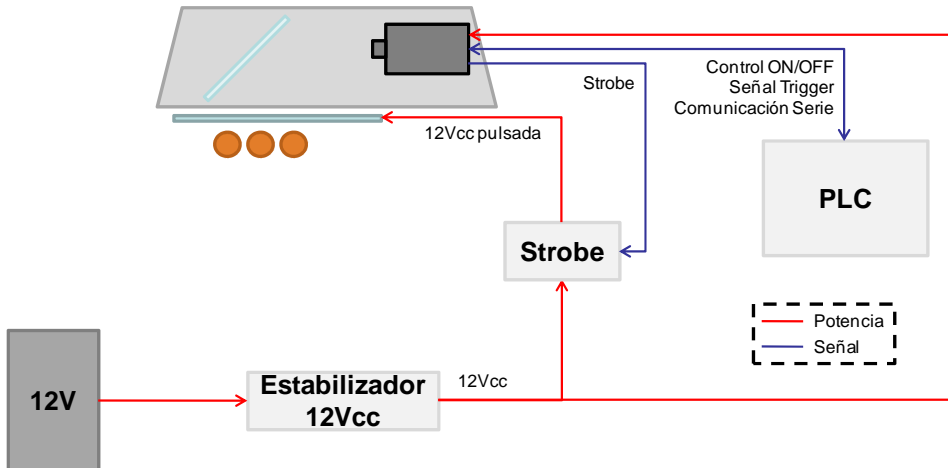 Control ON/OFF
Señal Trigger
Comunicación Serie
Strobe
12Vcc pulsada
PLC
Strobe
Potencia
Señal
12V
Estabilizador
12Vcc
12Vcc